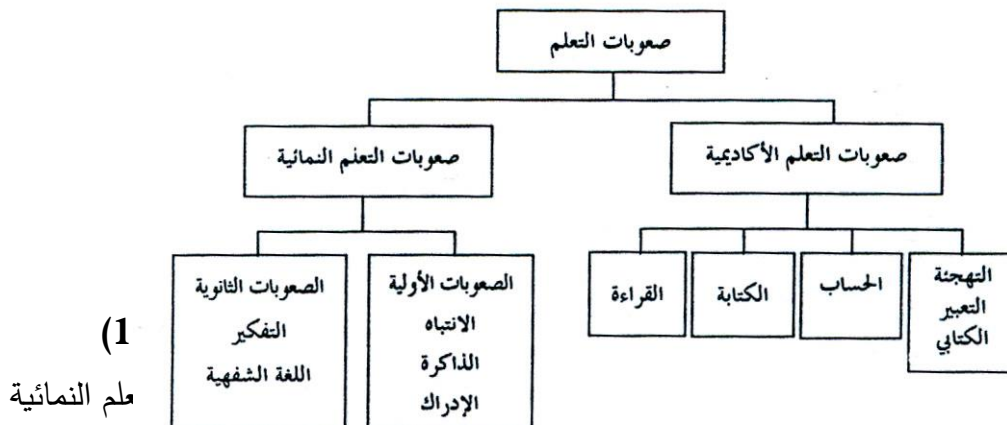 صعوبات التعلم
صعوبات التعلم الأكاديمية
صعوبات التعلم النمائية
التهجئة
التعبير
الكتابي
الحساب
الكتابة
القراءة
الصعوبات الأولية
الانتباه
الذاكرة
الإدراك
الصعوبات الثانوية
التفكير
اللغة الشفهية
(1
علم النمائية